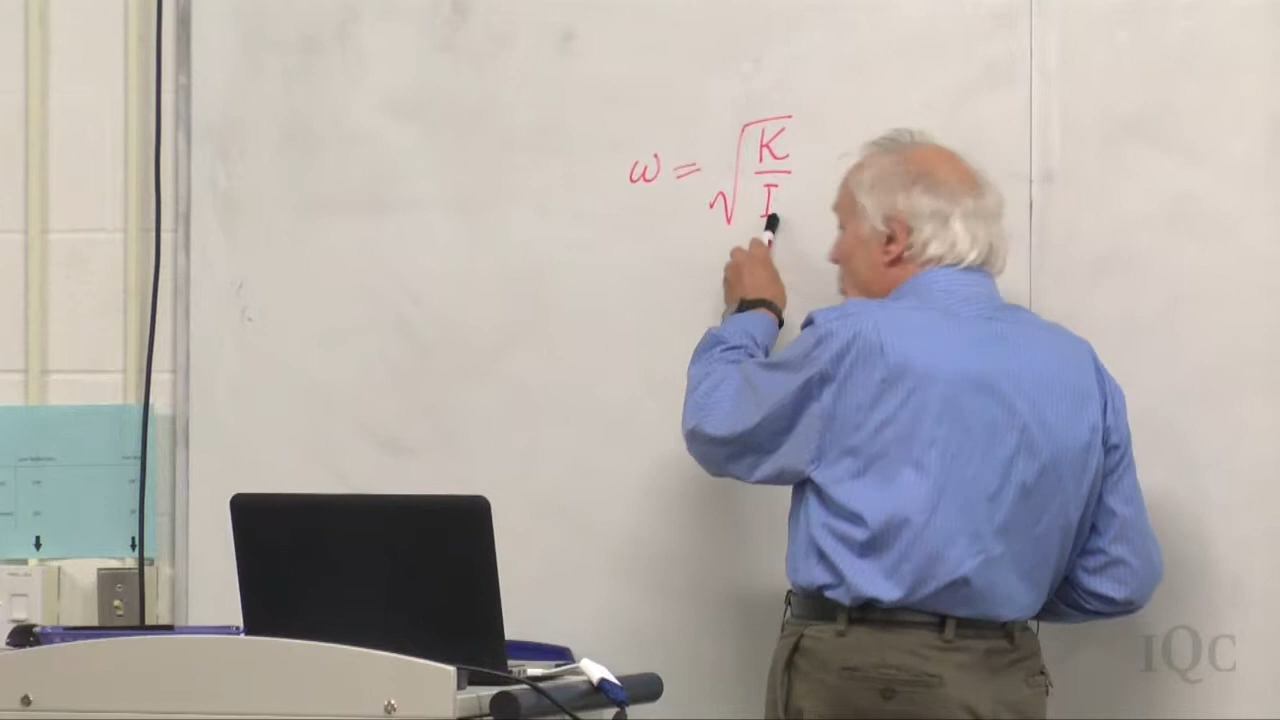 ω = √(K/I)
IQC